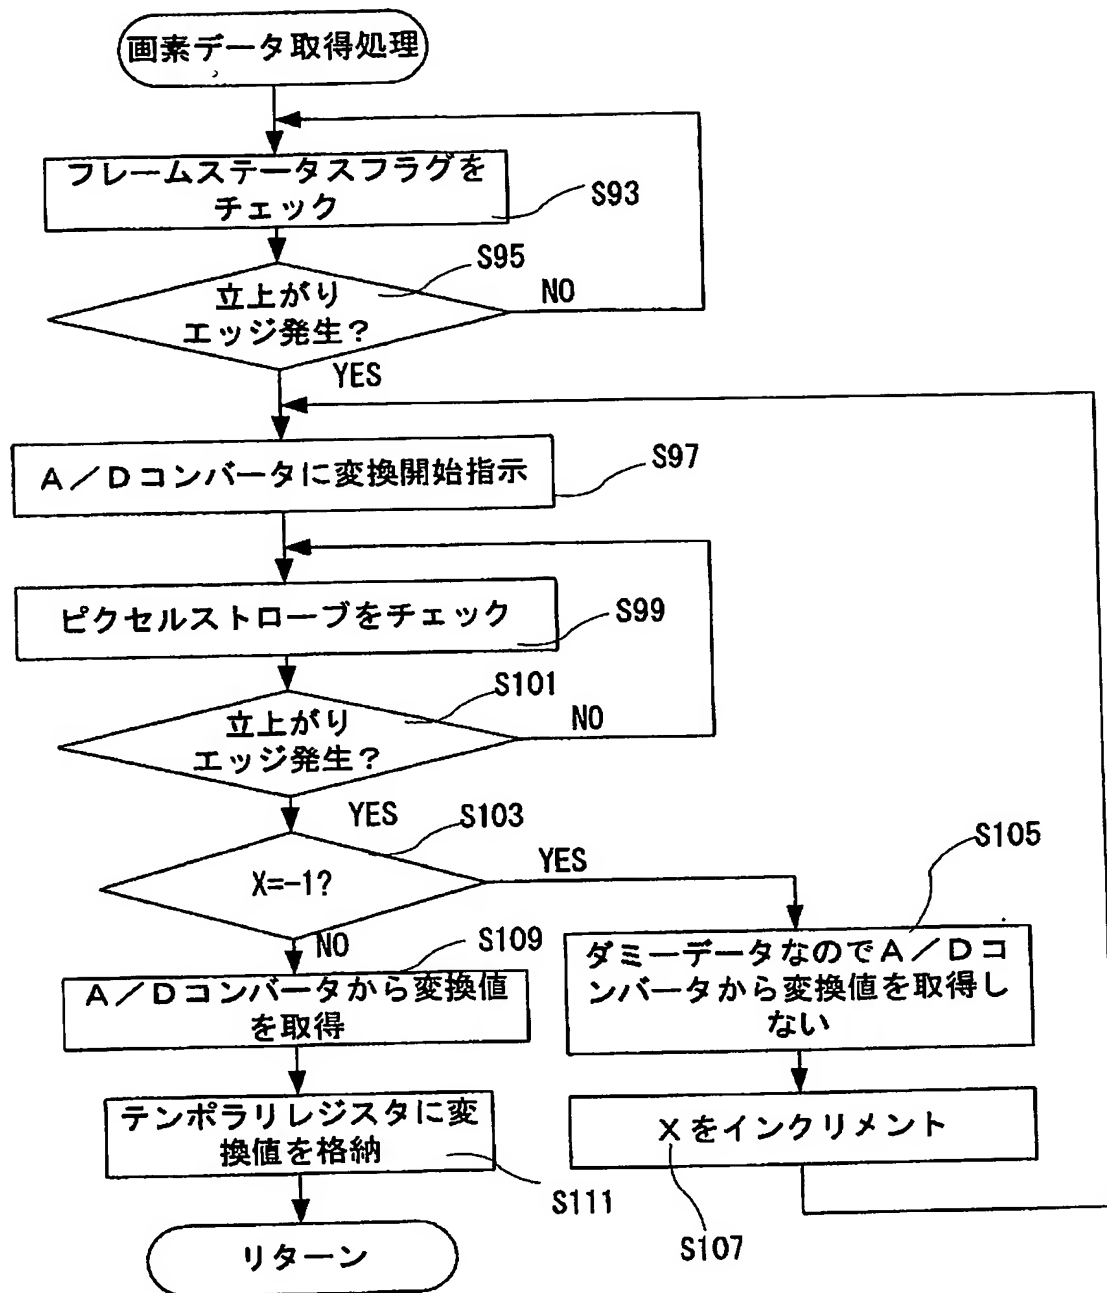 画素データ取得処理
フレームステータスフラグを
チェック
S93
S95
立上がり
エッジ発生？
NO
YES
A／Dコンバータに変換開始指示
S97
ピクセルストローブをチェック
S99
S101
立上がり
エッジ発生？
NO
YES
S103
X=-1?
YES
S105
NO
S109
A／Dコンバータから変換値
を取得
ダミーデータなのでA／Dコ
ンバータから変換値を取得し
ない
テンポラリレジスタに変
換値を格納
S111
Xをインクリメント
S107
リターン